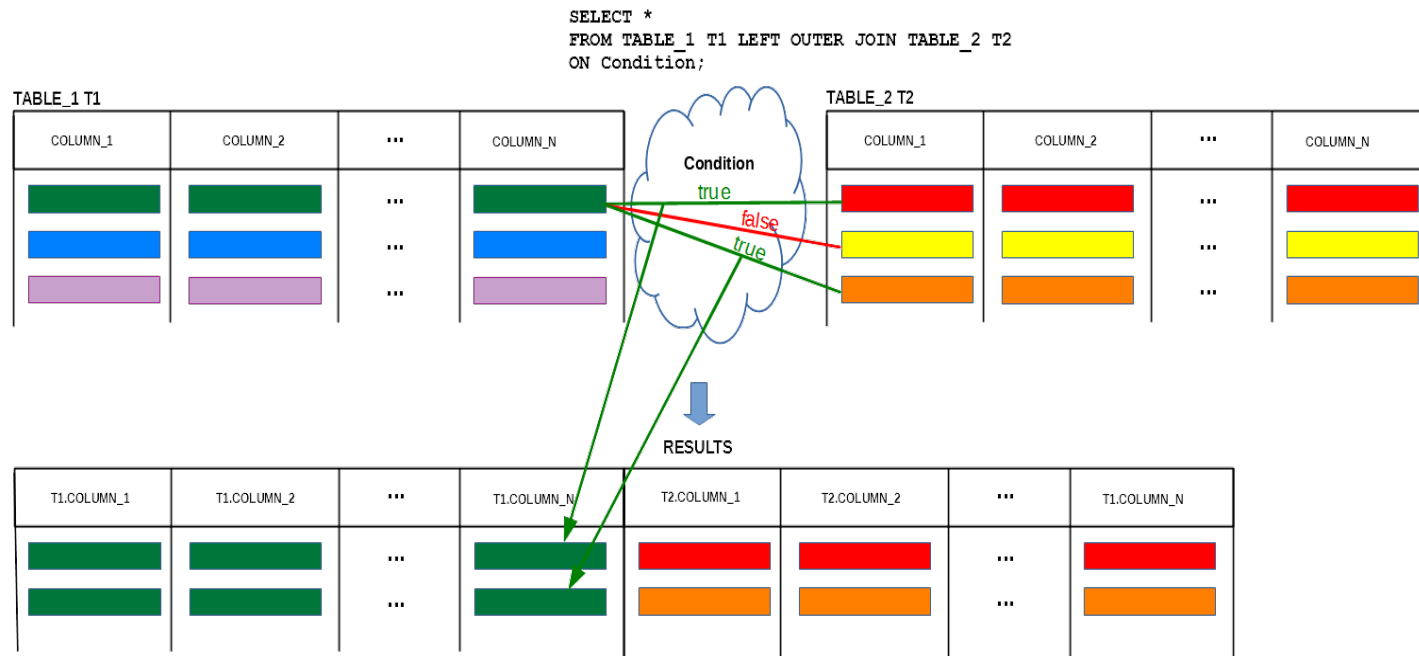 SELECT *
FROM TABLE_1 T1 LEFT OUTER JOIN TABLE_2 T2
ON Condition;
TABLE_1 T1
TABLE_2 T2
COLUMN_1 COLUMN_2 ... COLUMN_N
Condition
COLUMN_1 COLUMN_2 ... COLUMN_N
true
false
true
...
...
...
...
...
...
RESULTS
T1.COLUMN_1 T1.COLUMN_2 ... T1.COLUMN_N T2.COLUMN_1 T2.COLUMN_2 ... T1.COLUMN_N
... ...
... ...